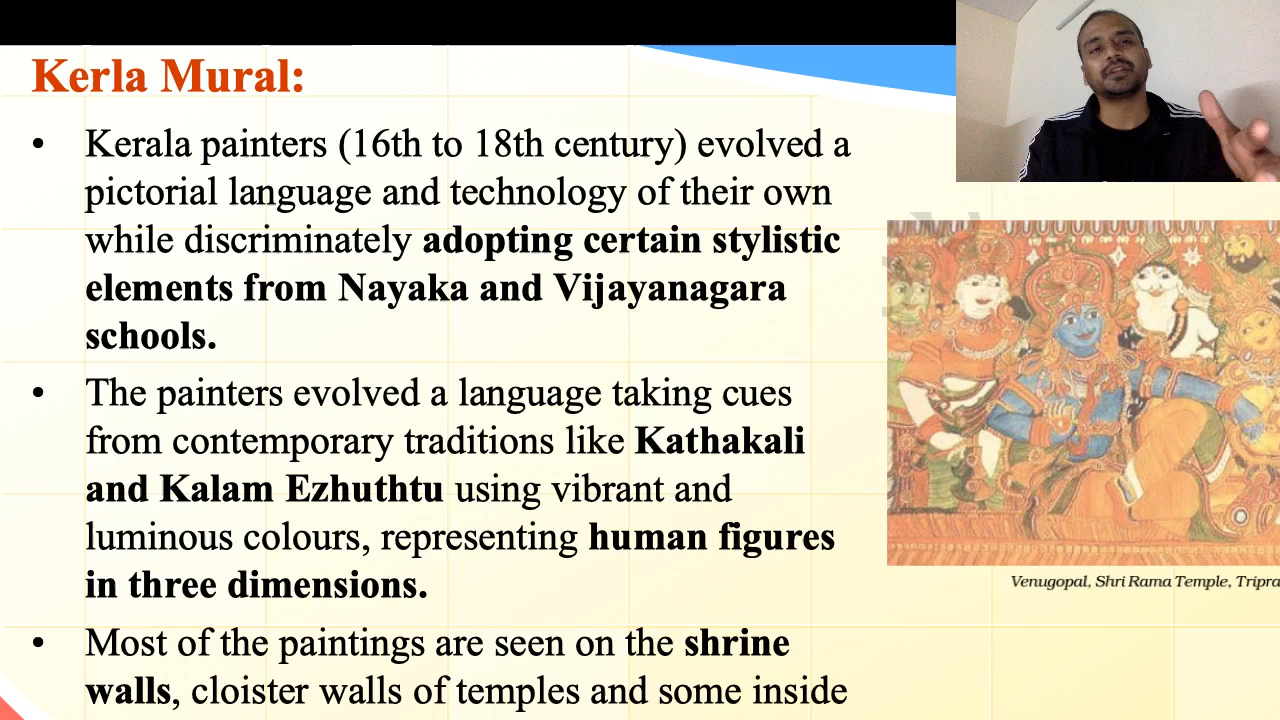 Kerla Mural:
• Kerala painters (16th to 18th century) evolved a
pictorial language and technology of their own
while discriminately adopting certain stylistic
elements from Nayaka and Vijayanagara
schools.
• The painters evolved a language taking cues
from contemporary traditions like Kathakali
and Kalam Ezhuthtu using vibrant and
luminous colours, representing human figures
in three dimensions.
• Most of the paintings are seen on the shrine
walls, cloister walls of temples and some inside
Venugopal, Shri Rama Temple, Tripra